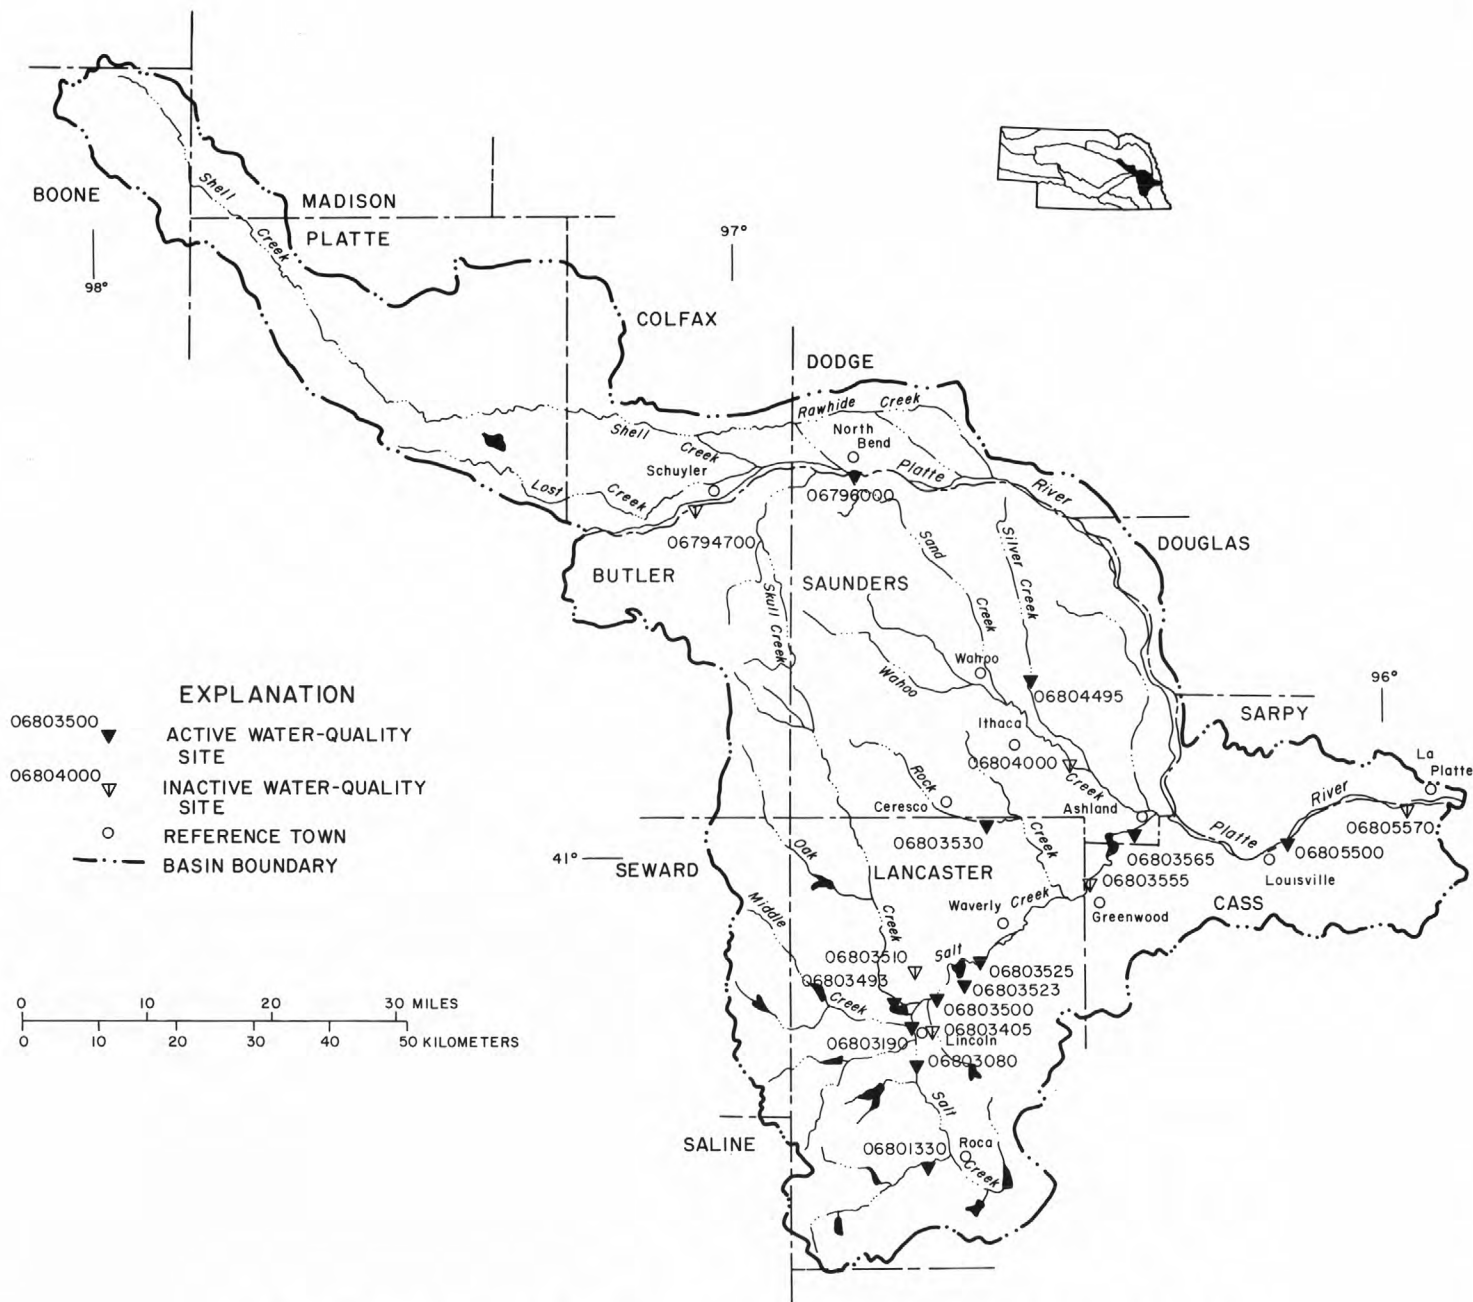 BOONE
MADISON
PLATTE
Shell
Creek
98°
97°
COLFAX
DODGE
Rawhide Creek
North
Bend
Shell
Creek
Schuyler
Platte
River
Lost
Creek
06796000
06794700
DOUGLAS
BUTLER
SAUNDERS
Sand
Creek
Silver Creek
Skull Creek
Wahoo
Wahoo
06804495
96°
SARPY
EXPLANATION
06803500
ACTIVE WATER-QUALITY
SITE
06804000
INACTIVE WATER-QUALITY
SITE
REFERENCE TOWN
BASIN BOUNDARY
Ithaca
06804000
Creek
La
Platte
River
Rock
Ceresco
Ashland
Platte
06805570
06803530
06803565
06805500
Creek
41°
SEWARD
Oak
LANCASTER
06803555
Louisville
CASS
Middle
Waverly
Creek
Greenwood
Creek
06803510
Salt
06803525
06803493
06803523
Creek
06803500
06803405
06803190
Lincoln
06803080
0 10 20 30 MILES
0 10 20 30 40 50 KILOMETERS
Salt
SALINE
06801330
Roca
Creek